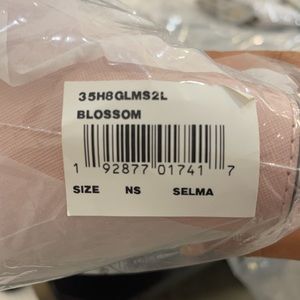 35H8GLMS2L
BLOSSOM
1 92877 01741 7
SIZE NS SELMA